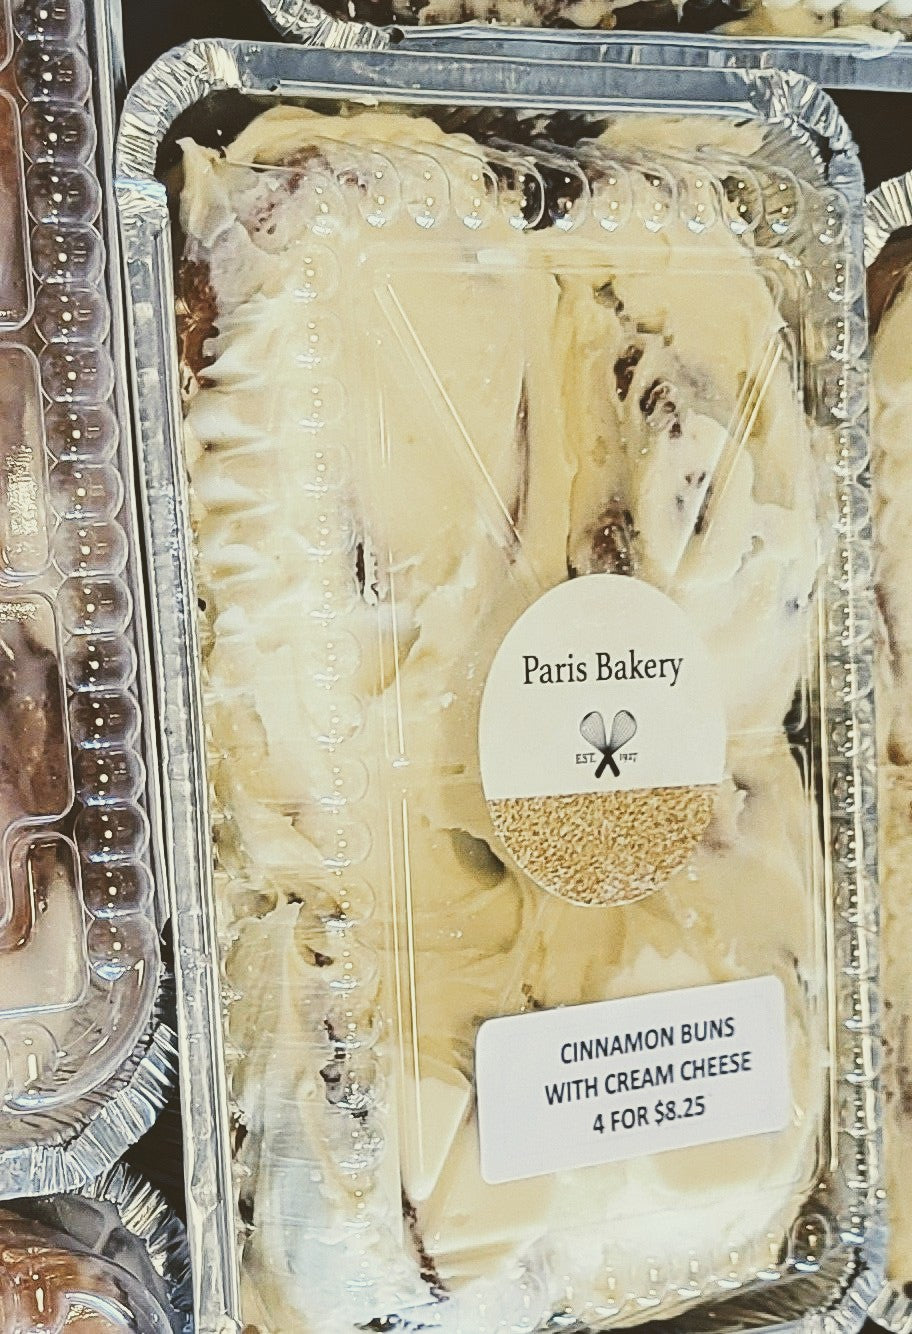 Paris Bakery
EST. 1927
CINNAMON BUNS
WITH CREAM CHEESE
4 FOR $8.25